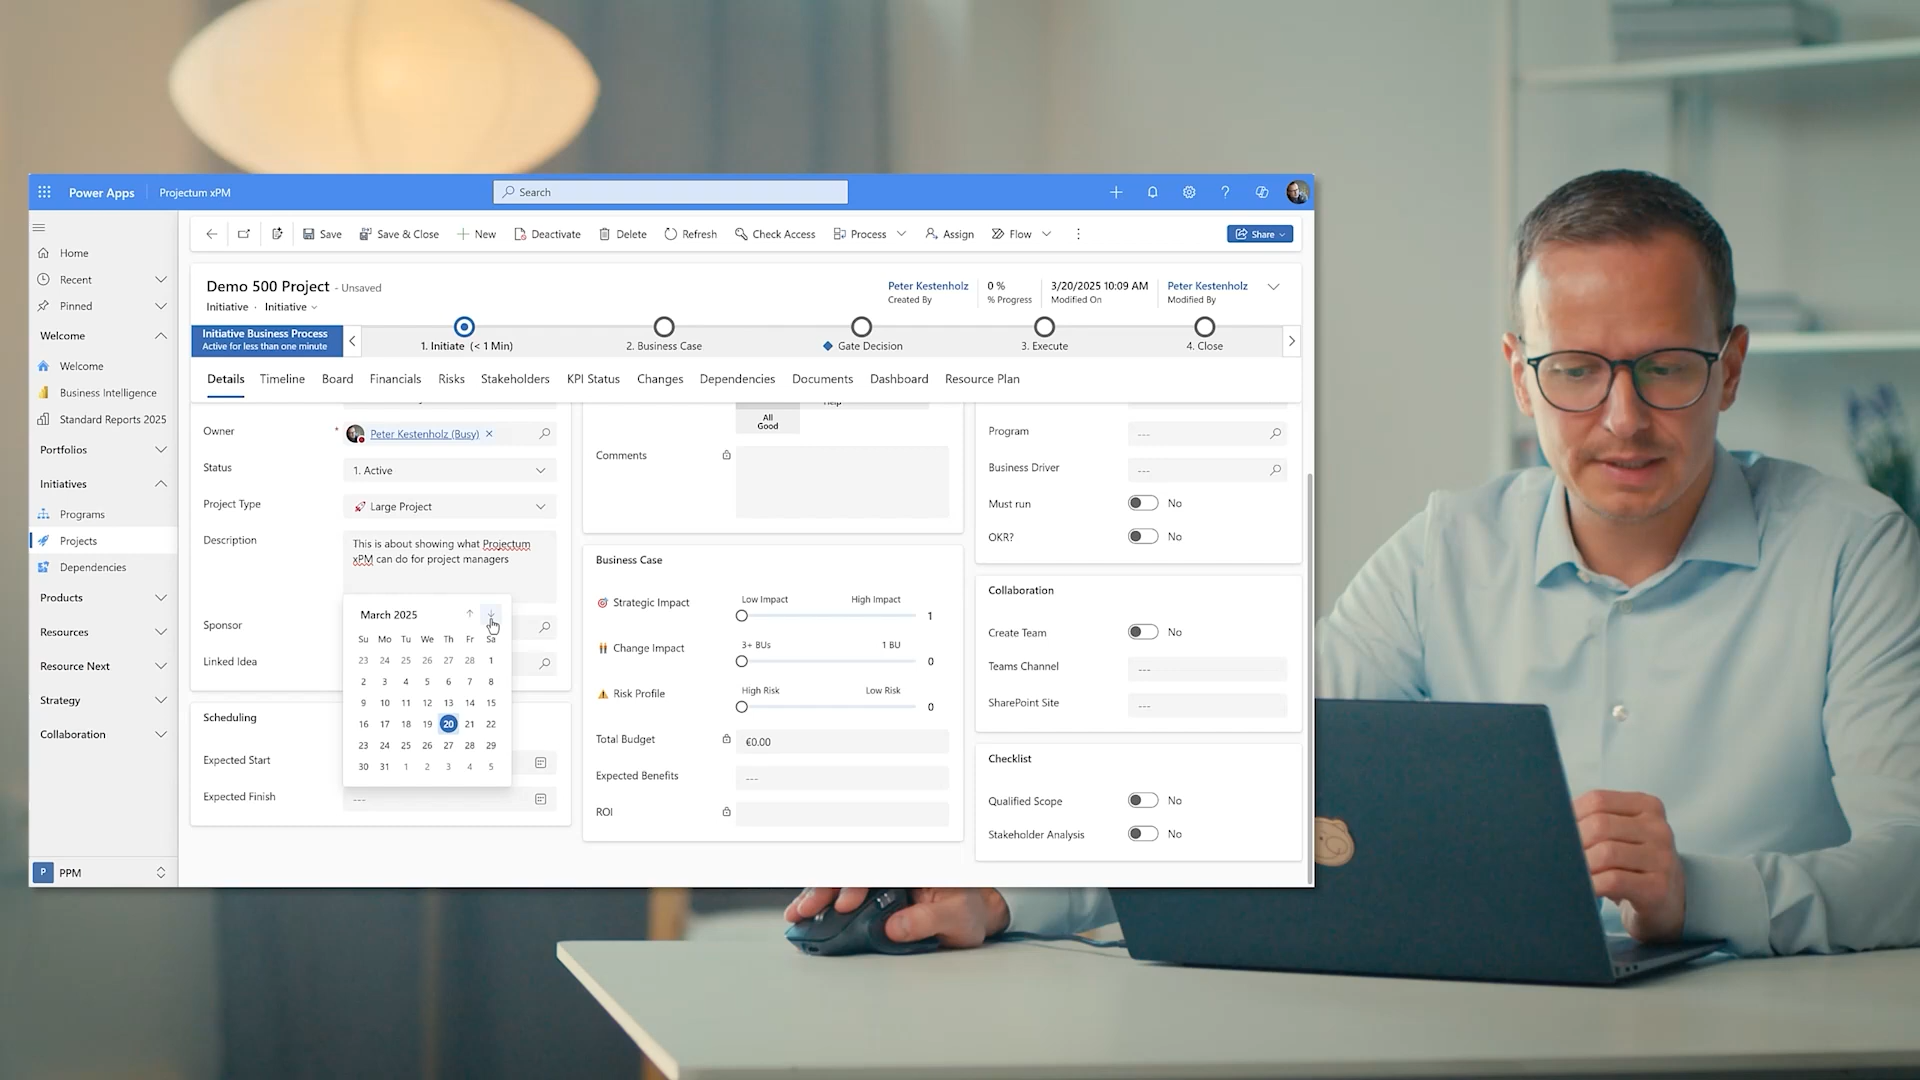 Power Apps
Projectum xPM
Search
Save
Save & Close
New
Deactivate
Delete
Refresh
Check Access
Process
Assign
Flow
Share
Home
Recent
Pinned
Welcome
Welcome
Business Intelligence
Standard Reports 2025
Portfolios
Initiatives
Programs
Projects
Dependencies
Products
Resources
Resource Next
Strategy
Collaboration
P PPM
Demo 500 Project - Unsaved
Initiative · Initiative
Peter Kestenholz
Created By
0 %
% Progress
3/20/2025 10:09 AM
Modified On
Peter Kestenholz
Modified By
Initiative Business Process
Active for less than one minute
1. Initiate (< 1 Min)
2. Business Case
Gate Decision
3. Execute
4. Close
Details Timeline Board Financials Risks Stakeholders KPI Status Changes Dependencies Documents Dashboard Resource Plan
Owner * Peter Kestenholz (Busy)
Status 1. Active
Project Type Large Project
Description This is about showing what Projectum
xPM can do for project managers
Sponsor
Linked Idea
March 2025
Su Mo Tu We Th Fr Sa
23 24 25 26 27 28 1
2 3 4 5 6 7 8
9 10 11 12 13 14 15
16 17 18 19 20 21 22
23 24 25 26 27 28 29
30 31 1 2 3 4 5
Scheduling
Expected Start
Expected Finish ---
Help
All
Good
Comments
Business Case
Strategic Impact Low Impact High Impact 1
Change Impact 3+ BUs 1 BU 0
Risk Profile High Risk Low Risk 0
Total Budget €0.00
Expected Benefits ---
ROI
Program ---
Business Driver ---
Must run No
OKR? No
Collaboration
Create Team No
Teams Channel ---
SharePoint Site ---
Checklist
Qualified Scope No
Stakeholder Analysis No